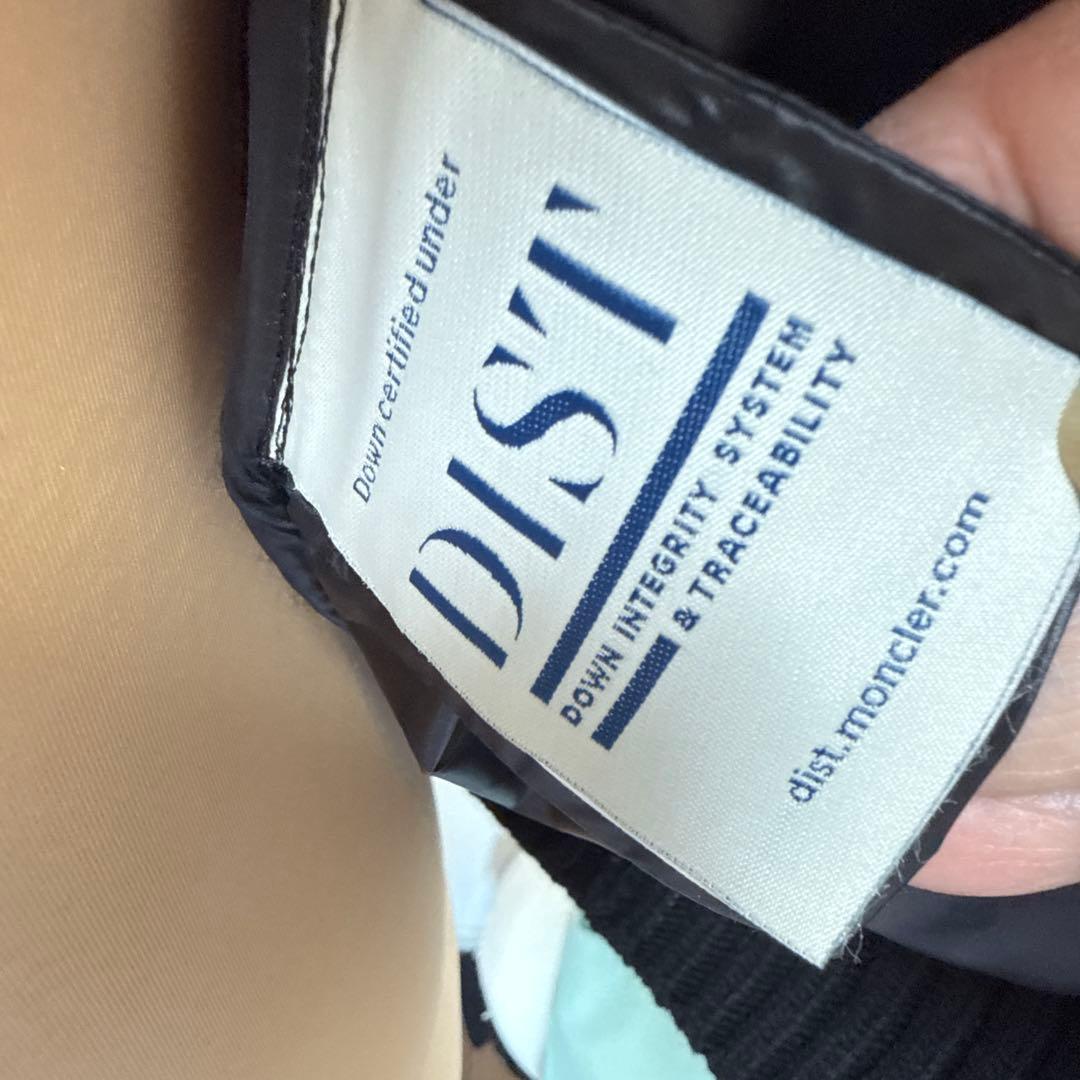 Down certified under
DIST
DOWN INTEGRITY SYSTEM
& TRACEABILITY
dist.moncler.com